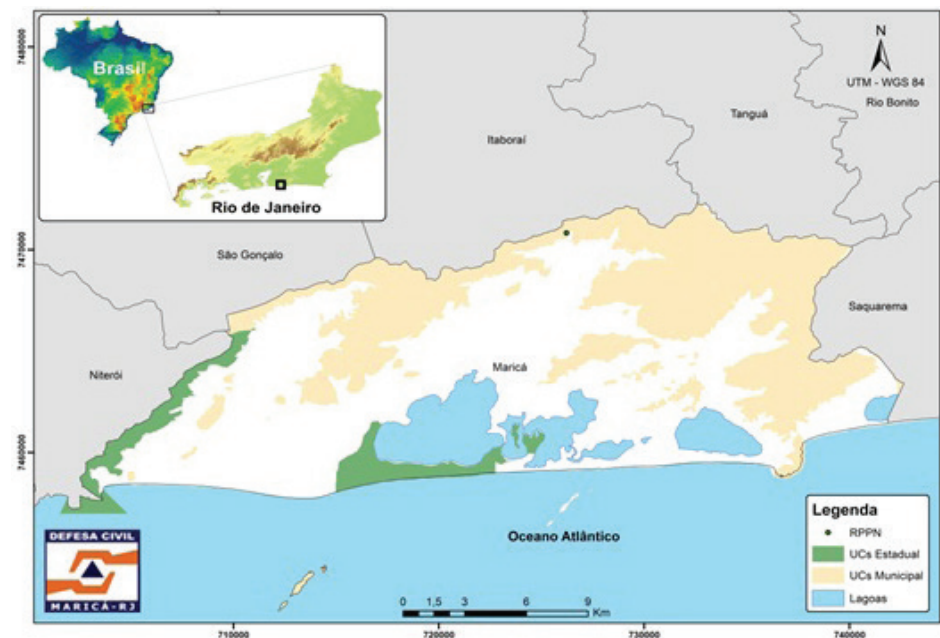 Brasil
Rio de Janeiro
N
UTM - WGS 84
Rio Bonito
Tanguá
Itaboraí
São Gonçalo
Saquarema
Niterói
Maricá
Oceano Atlântico
DEFESA CIVIL
MARICÁ-RJ
Legenda
RPPN
UCs Estadual
UCs Municipal
Lagoas
0 1,5 3 6 9
Km
7480000
7470000
7460000
710000
720000
730000
740000